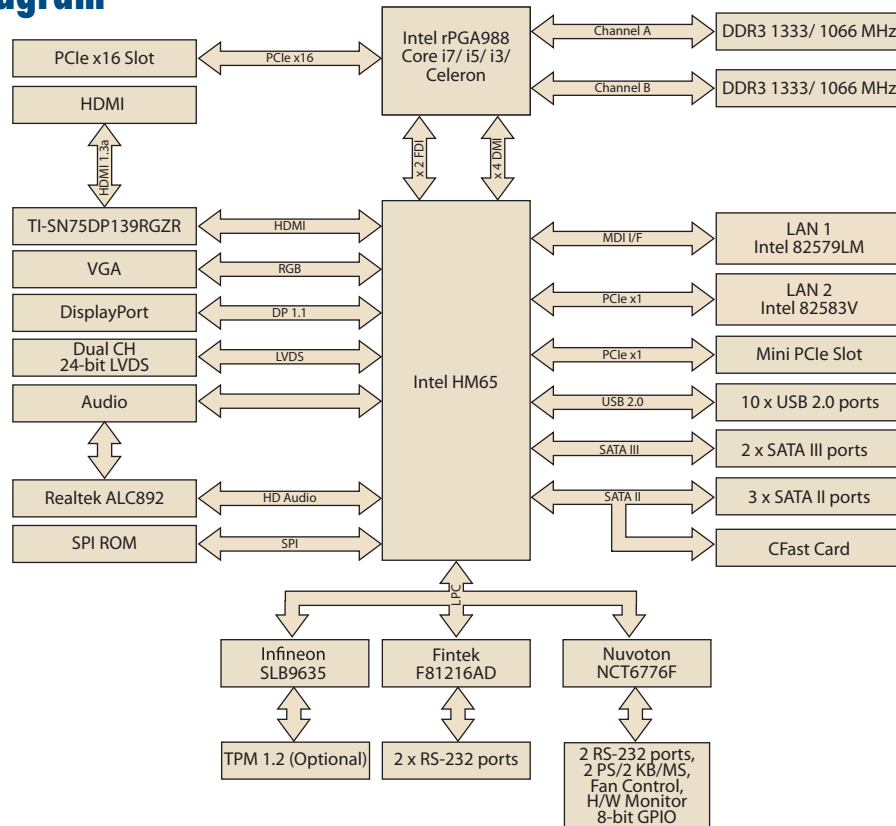 Intel rPGA988
Core i7/ i5/ i3/
Celeron
PCIe x16 Slot
PCIe x16
Channel A
DDR3 1333/ 1066 MHz
Channel B
DDR3 1333/ 1066 MHz
HDMI
HDMI 1.3a
x 2 FDI
x 4 DMI
TI-SN75DP139RGZR
HDMI
VGA
RGB
DisplayPort
DP 1.1
Dual CH
24-bit LVDS
LVDS
Audio
Realtek ALC892
HD Audio
SPI ROM
SPI
Intel HM65
MDI I/F
LAN 1
Intel 82579LM
PCIe x1
LAN 2
Intel 82583V
PCIe x1
Mini PCIe Slot
USB 2.0
10 x USB 2.0 ports
SATA III
2 x SATA III ports
SATA II
3 x SATA II ports
CFast Card
LPC
Infineon
SLB9635
Fintek
F81216AD
Nuvoton
NCT6776F
TPM 1.2 (Optional)
2 x RS-232 ports
2 RS-232 ports,
2 PS/2 KB/MS,
Fan Control,
H/W Monitor
8-bit GPIO